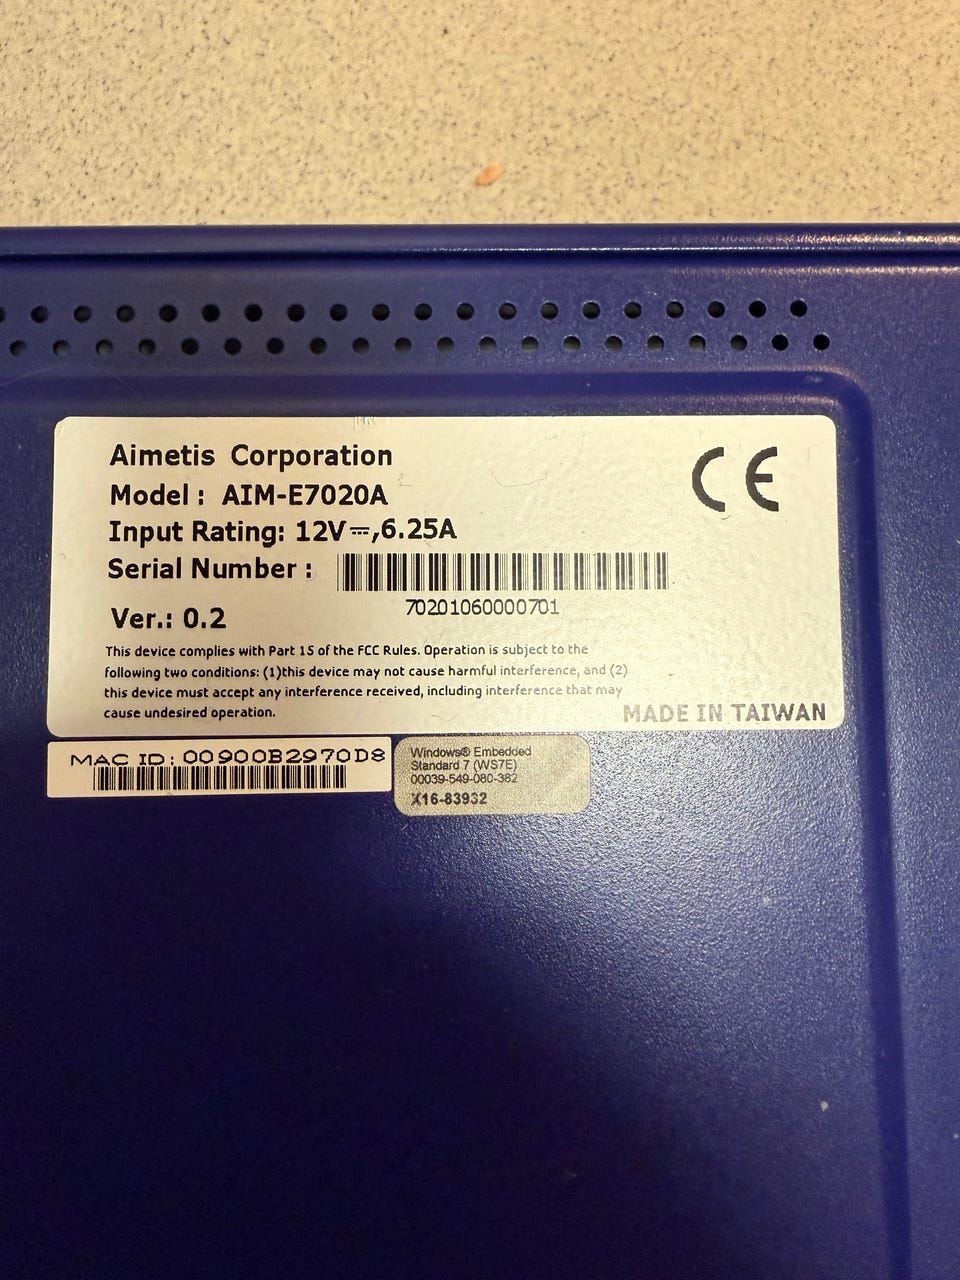 Aimetis Corporation
CE
Model : AIM-E7020A
Input Rating: 12V⎓,6.25A
Serial Number :
70201060000701
Ver.: 0.2
This device complies with Part 15 of the FCC Rules. Operation is subject to the
following two conditions: (1)this device may not cause harmful interference, and (2)
this device must accept any interference received, including interference that may
cause undesired operation.
MADE IN TAIWAN
MAC ID: 00900B2970D8
Windows® Embedded
Standard 7 (WS7E)
00039-549-080-382
X16-83932